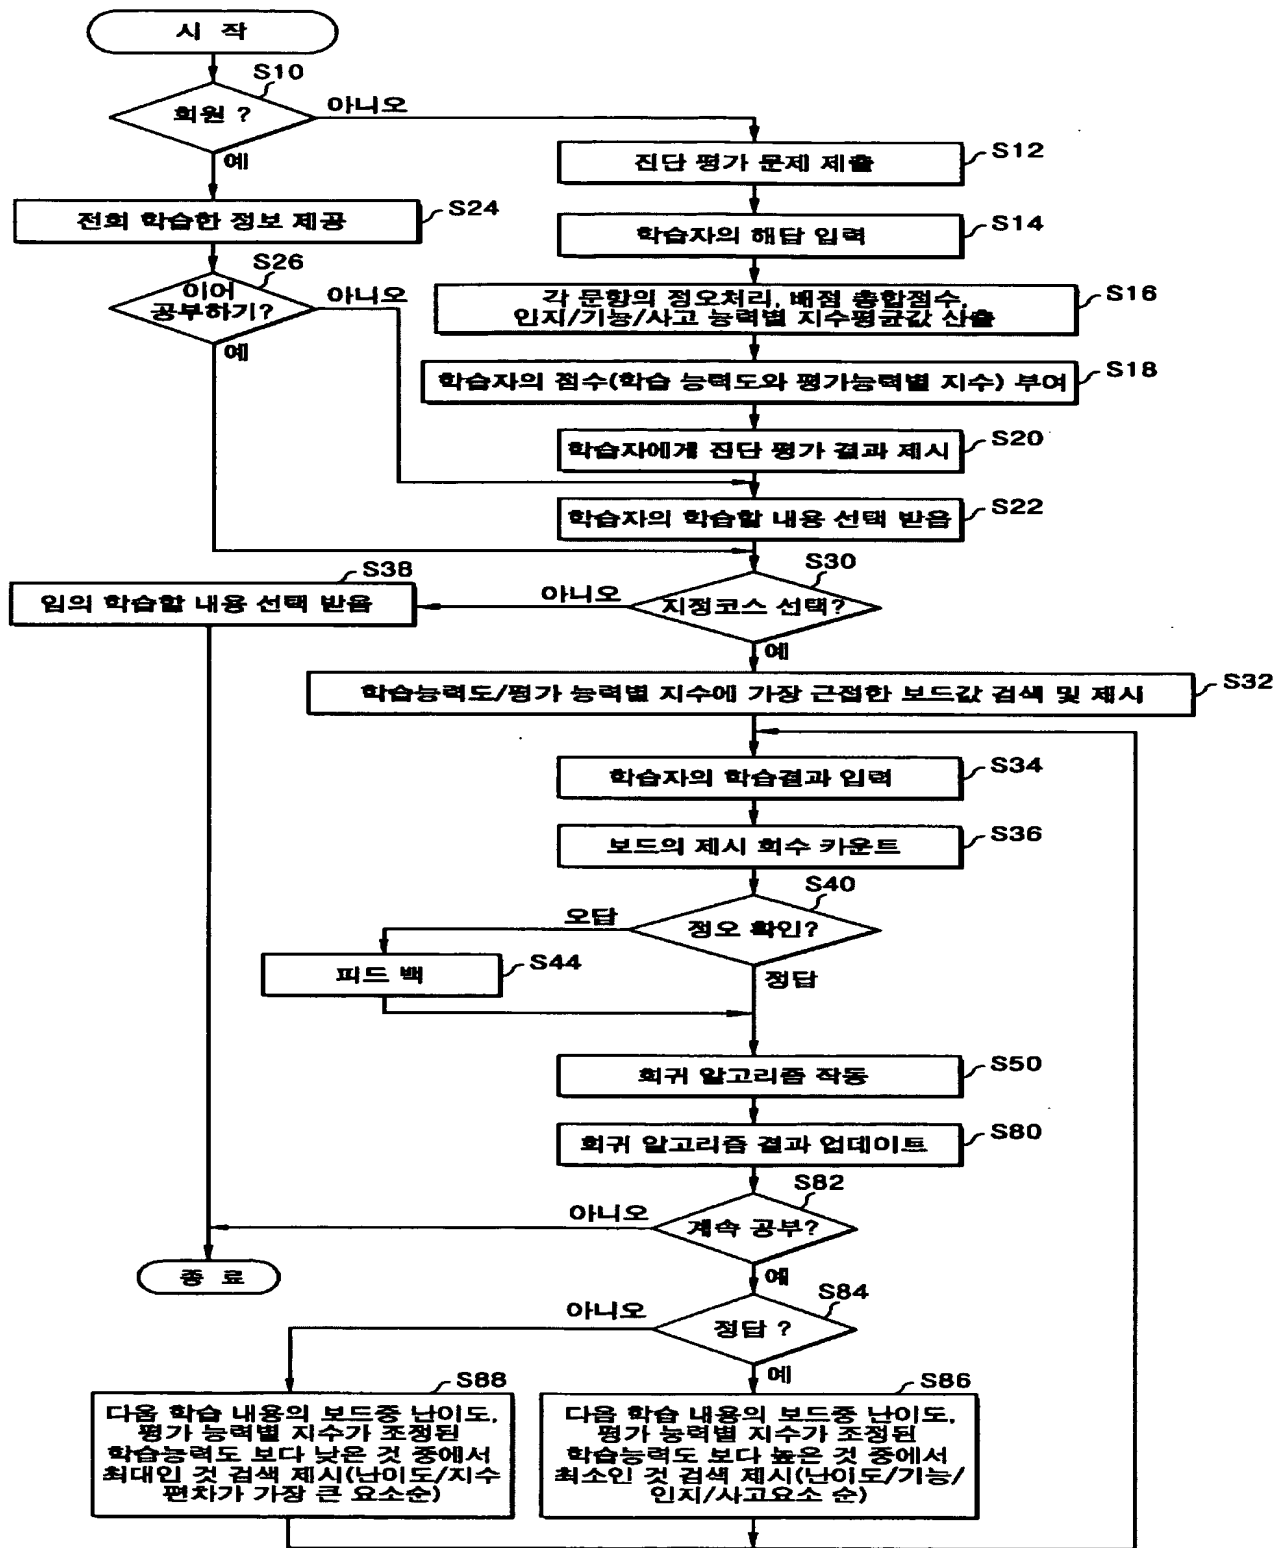 시 작
S10
회원 ?
아니오
예
진단 평가 문제 제출
S12
전회 학습한 정보 제공
S24
학습자의 해답 입력
S14
S26
이어
공부하기?
아니오
예
각 문항의 정오처리, 배점 총합점수,
인지/기능/사고 능력별 지수평균값 산출
S16
학습자의 점수(학습 능력도와 평가능력별 지수) 부여
S18
학습자에게 진단 평가 결과 제시
S20
학습자의 학습할 내용 선택 받음
S22
S30
지정코스 선택?
아니오
예
S38
임의 학습할 내용 선택 받음
학습능력도/평가 능력별 지수에 가장 근접한 보드값 검색 및 제시
S32
학습자의 학습결과 입력
S34
보드의 제시 회수 카운트
S36
S40
정오 확인?
오답
정답
피드 백
S44
회귀 알고리즘 작동
S50
회귀 알고리즘 결과 업데이트
S80
S82
계속 공부?
아니오
예
종 료
S84
정답 ?
아니오
예
S88
다음 학습 내용의 보드중 난이도,
평가 능력별 지수가 조정된
학습능력도 보다 낮은 것 중에서
최대인 것 검색 제시(난이도/지수
편차가 가장 큰 요소순)
S86
다음 학습 내용의 보드중 난이도,
평가 능력별 지수가 조정된
학습능력도 보다 높은 것 중에서
최소인 것 검색 제시(난이도/기능/
인지/사고요소 순)